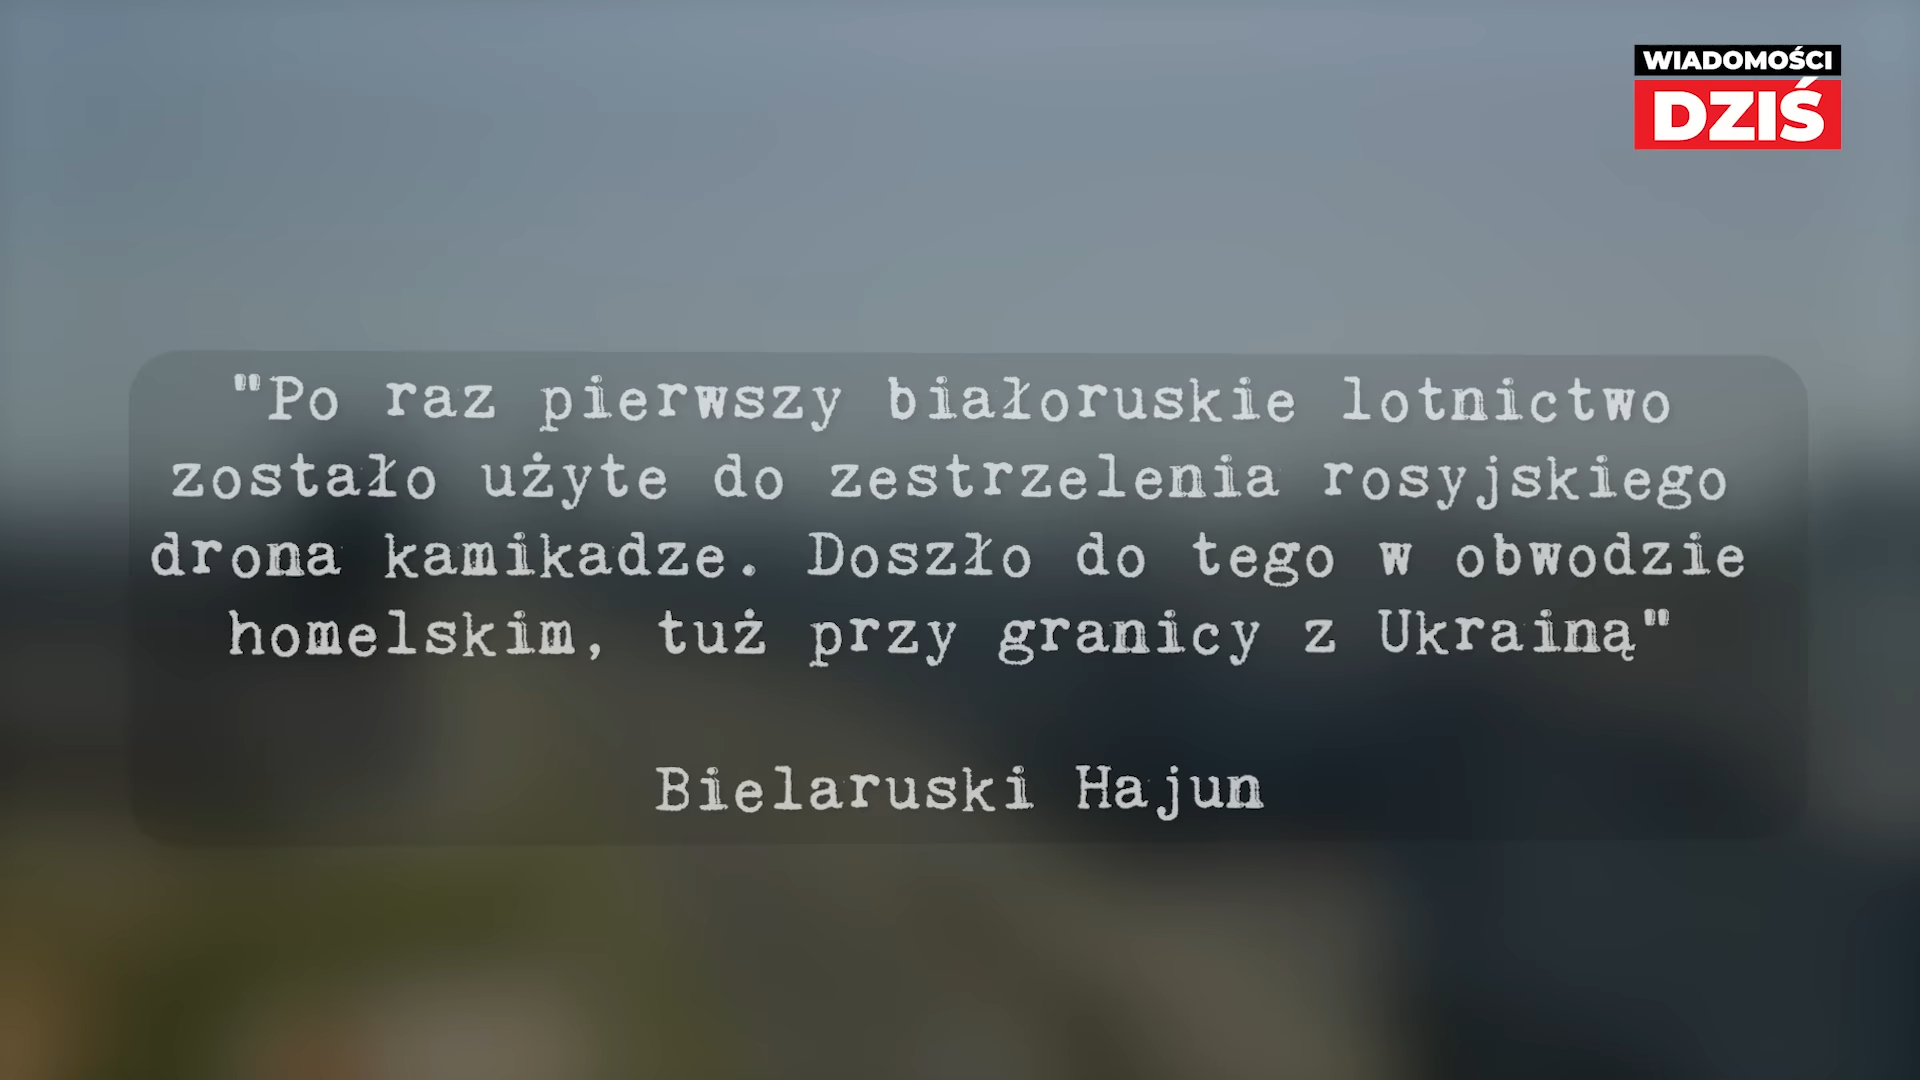 WIADOMOŚCI
DZIŚ
"Po raz pierwszy białoruskie lotnictwo
zostało użyte do zestrzelenia rosyjskiego
drona kamikadze. Doszło do tego w obwodzie
homelskim, tuż przy granicy z Ukrainą"
Bielaruski Hajun